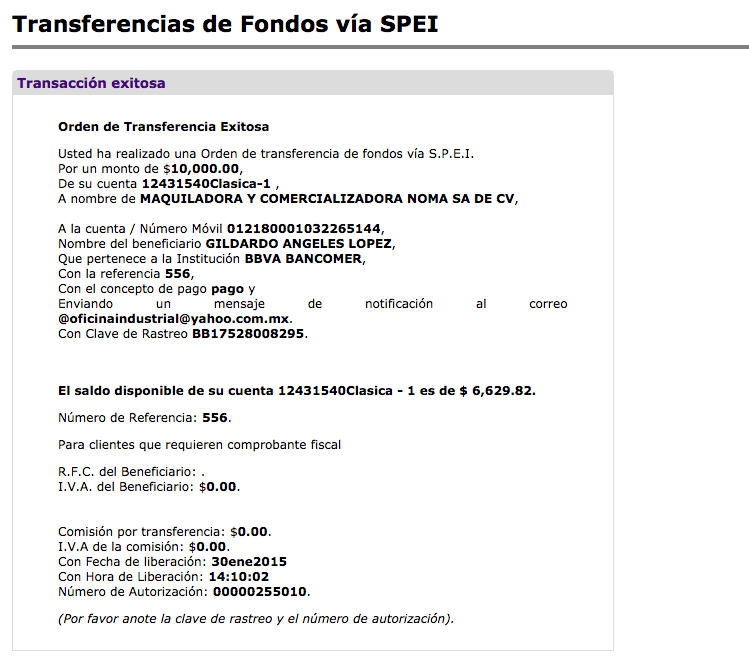 Transferencias de Fondos vía SPEI
Transacción exitosa
Orden de Transferencia Exitosa
Usted ha realizado una Orden de transferencia de fondos vía S.P.E.I.
Por un monto de $10,000.00,
De su cuenta 12431540Clasica-1 ,
A nombre de MAQUILADORA Y COMERCIALIZADORA NOMA SA DE CV,
A la cuenta / Número Móvil 012180001032265144,
Nombre del beneficiario GILDARDO ANGELES LOPEZ,
Que pertenece a la Institución BBVA BANCOMER,
Con la referencia 556,
Con el concepto de pago pago y
Enviando un mensaje de notificación al correo
@oficinaindustrial@yahoo.com.mx.
Con Clave de Rastreo BB17528008295.
El saldo disponible de su cuenta 12431540Clasica - 1 es de $ 6,629.82.
Número de Referencia: 556.
Para clientes que requieren comprobante fiscal
R.F.C. del Beneficiario: .
I.V.A. del Beneficiario: $0.00.
Comisión por transferencia: $0.00.
I.V.A de la comisión: $0.00.
Con Fecha de liberación: 30ene2015
Con Hora de Liberación: 14:10:02
Número de Autorización: 00000255010.
(Por favor anote la clave de rastreo y el número de autorización).